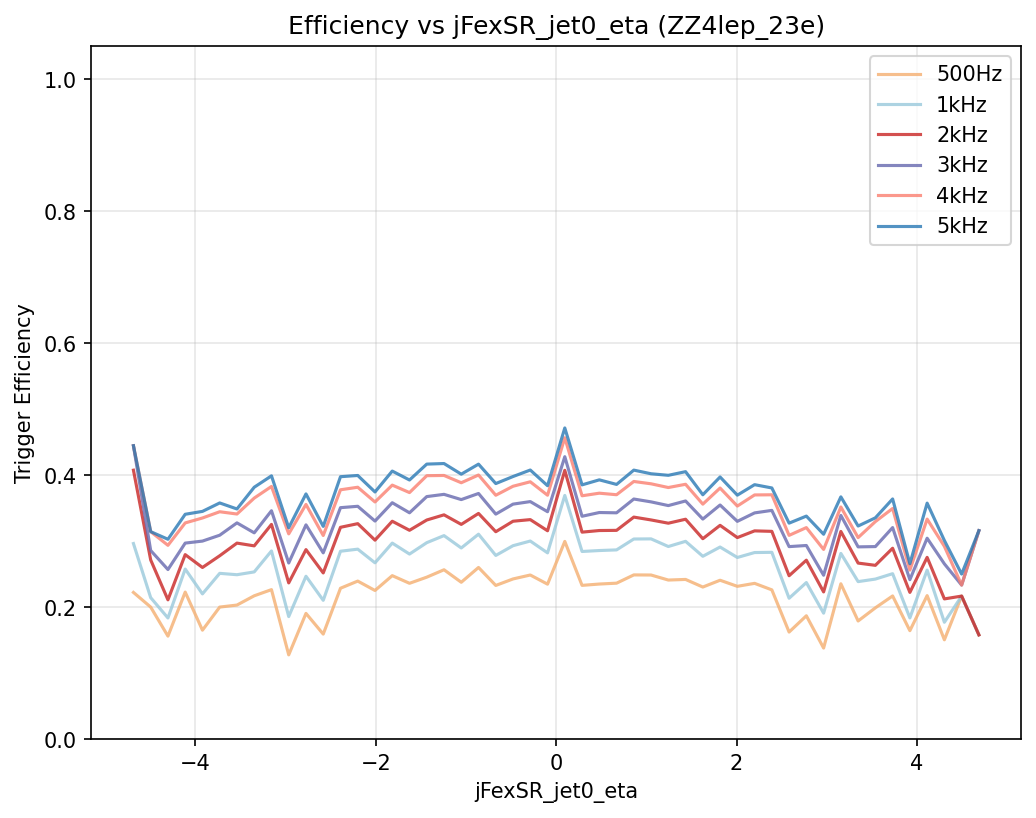 Efficiency vs jFexSR_jet0_eta (ZZ4lep_23e)
500Hz
1kHz
2kHz
3kHz
4kHz
5kHz
Trigger Efficiency
1.0
0.8
0.6
0.4
0.2
0.0
−4
−2
0
2
4
jFexSR_jet0_eta